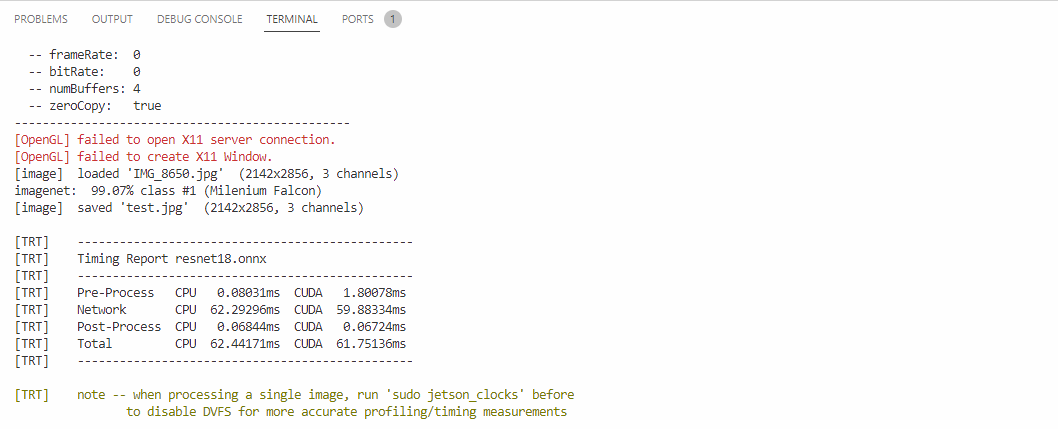 PROBLEMS OUTPUT DEBUG CONSOLE TERMINAL PORTS 1
-- frameRate: 0
-- bitRate: 0
-- numBuffers: 4
-- zeroCopy: true
------------------------------------------------
[OpenGL] failed to open X11 server connection.
[OpenGL] failed to create X11 Window.
[image] loaded 'IMG_8650.jpg' (2142x2856, 3 channels)
imagenet: 99.07% class #1 (Milenium Falcon)
[image] saved 'test.jpg' (2142x2856, 3 channels)
[TRT] ------------------------------------------------
[TRT] Timing Report resnet18.onnx
[TRT] ------------------------------------------------
[TRT] Pre-Process CPU 0.08031ms CUDA 1.80078ms
[TRT] Network CPU 62.29296ms CUDA 59.88334ms
[TRT] Post-Process CPU 0.06844ms CUDA 0.06724ms
[TRT] Total CPU 62.44171ms CUDA 61.75136ms
[TRT] ------------------------------------------------
[TRT] note -- when processing a single image, run 'sudo jetson_clocks' before
to disable DVFS for more accurate profiling/timing measurements